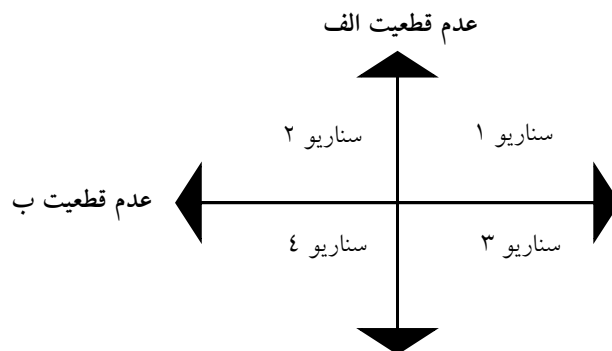 عدم قطعیت الف
سناریو ۱
سناریو ۲
عدم قطعیت ب
سناریو ۳
سناریو ٤